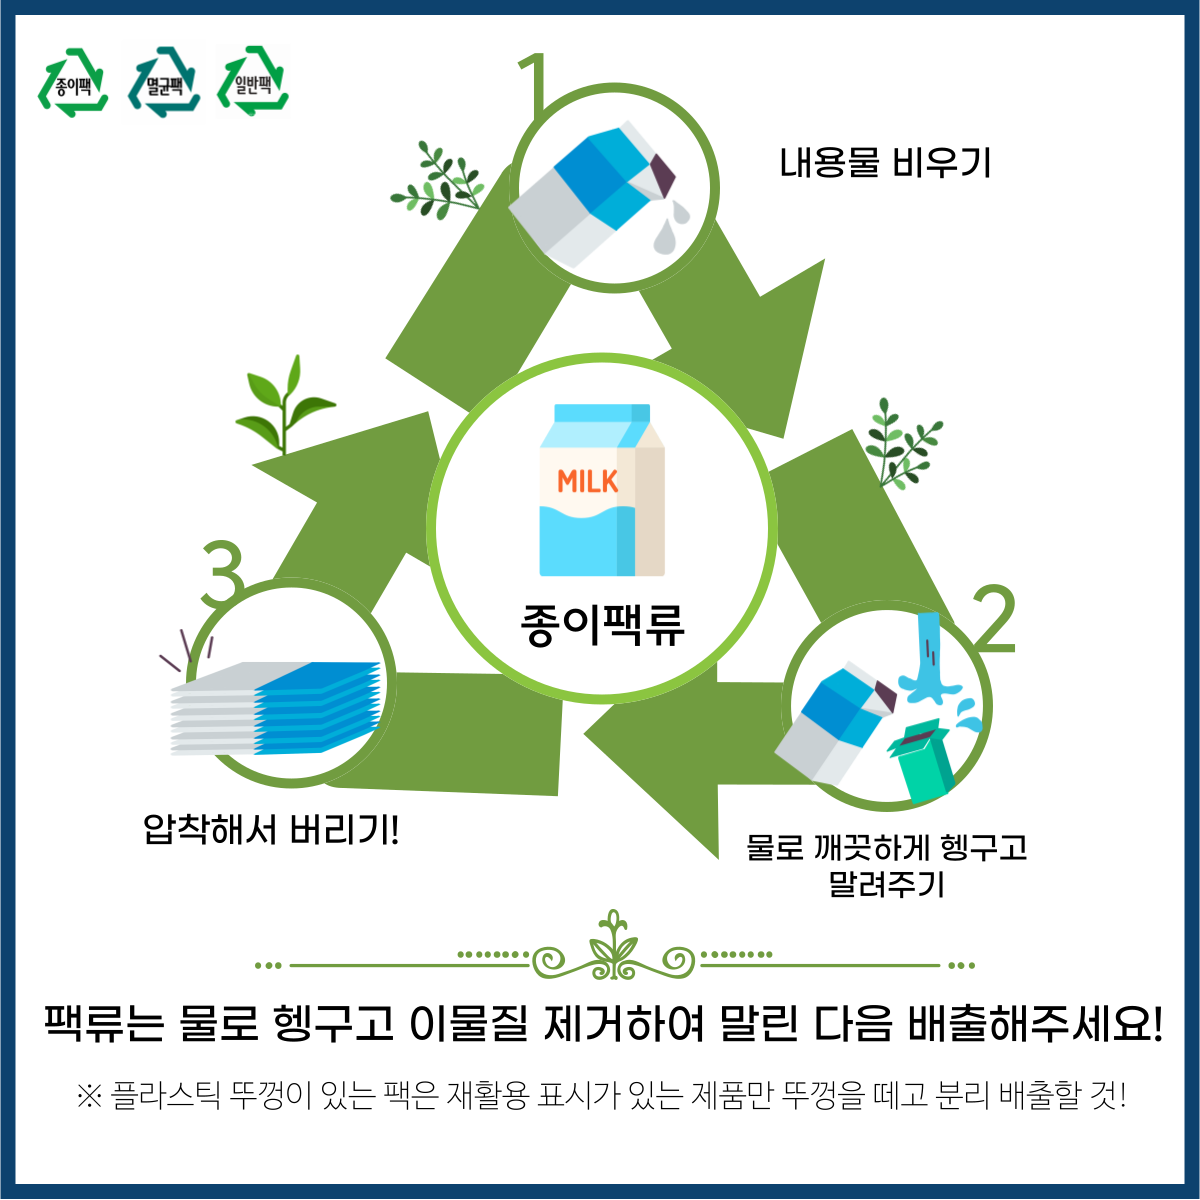 종이팩
멸균팩
일반팩
1
내용물 비우기
MILK
종이팩류
3
2
압착해서 버리기!
물로 깨끗하게 헹구고
말려주기
팩류는 물로 헹구고 이물질 제거하여 말린 다음 배출해주세요!
※ 플라스틱 뚜껑이 있는 팩은 재활용 표시가 있는 제품만 뚜껑을 떼고 분리 배출할 것!